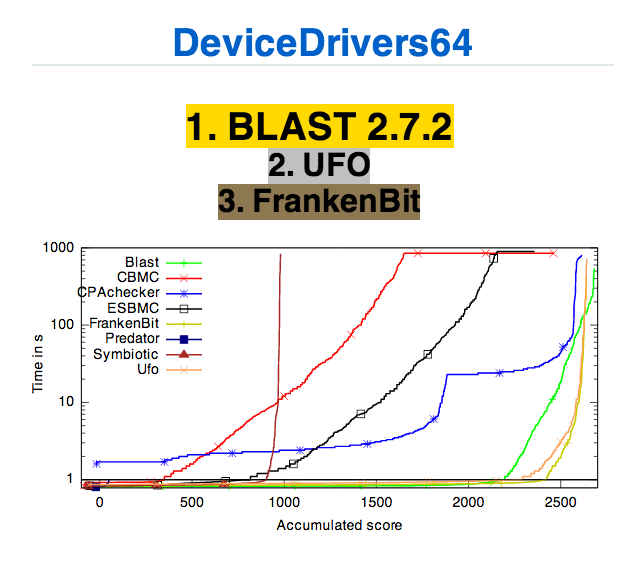 DeviceDrivers64
1. BLAST 2.7.2
2. UFO
3. FrankenBit
1000
100
10
1
Time in s
Blast
CBMC
CPAchecker
ESBMC
FrankenBit
Predator
Symbiotic
Ufo
0 500 1000 1500 2000 2500
Accumulated score